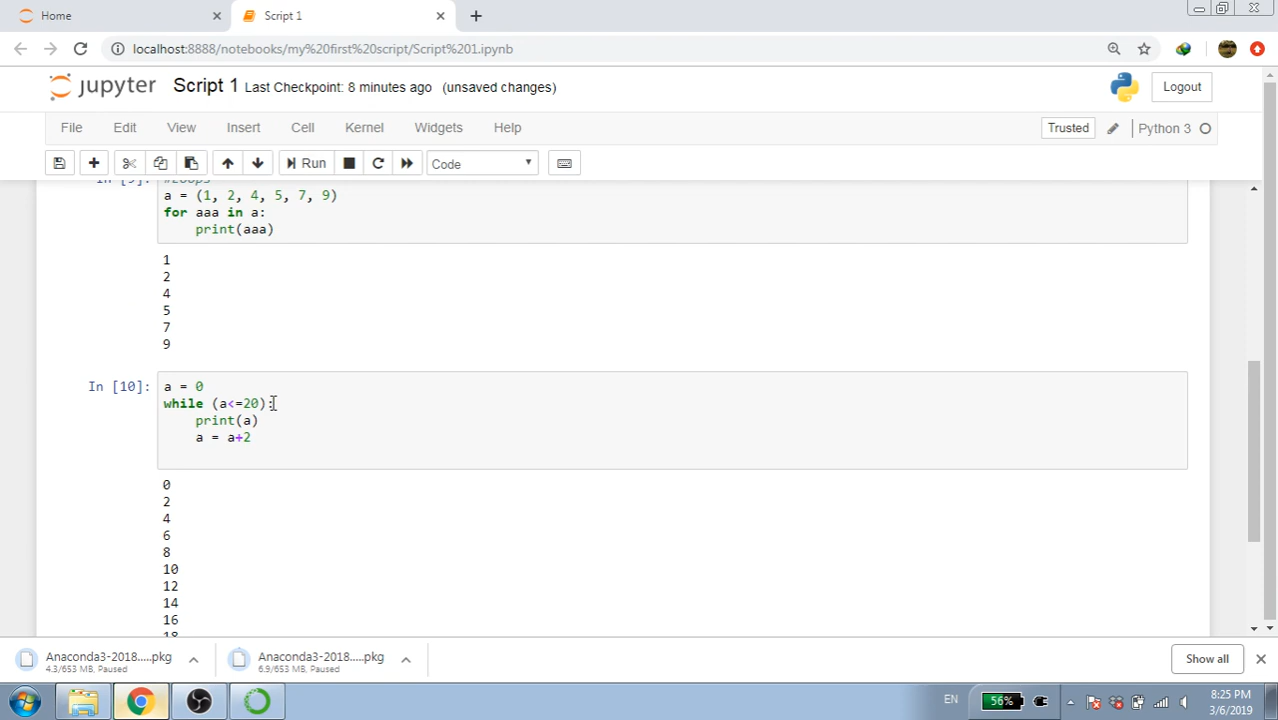 Home
Script 1
localhost:8888/notebooks/my%20first%20script/Script%201.ipynb
jupyter Script 1 Last Checkpoint: 8 minutes ago (unsaved changes)
Logout
File Edit View Insert Cell Kernel Widgets Help
Trusted Python 3
Run
Code
In [9]: #loops
a = (1, 2, 4, 5, 7, 9)
for aaa in a:
    print(aaa)
1
2
4
5
7
9
In [10]: a = 0
while (a<=20):
    print(a)
    a = a+2
0
2
4
6
8
10
12
14
16
18
Anaconda3-2018.....pkg
4.3/653 MB, Paused
Anaconda3-2018.....pkg
6.9/653 MB, Paused
Show all
EN
56%
8:25 PM
3/6/2019